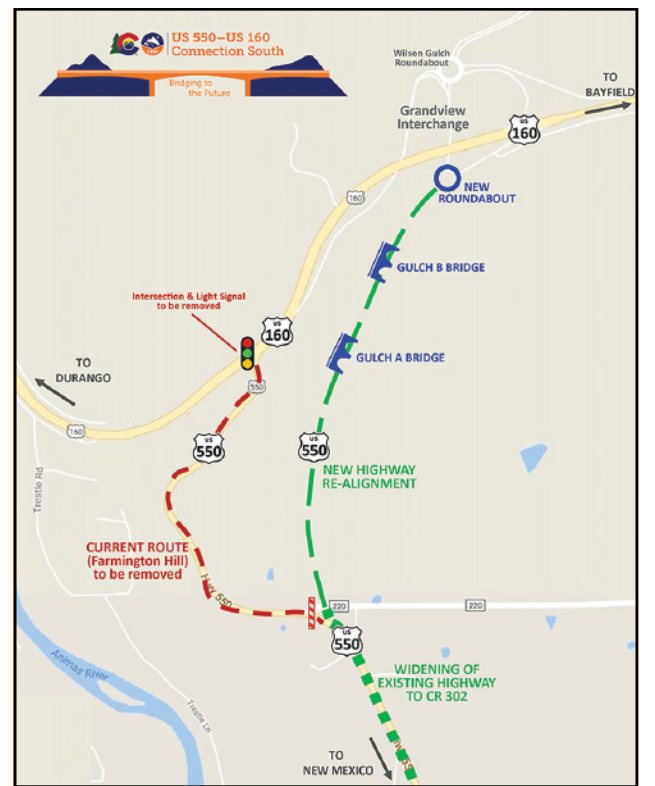 US 550–US 160
Connection South
Bridging to
the Future
Wilson Gulch
Roundabout
TO
BAYFIELD
Grandview
Interchange
US
160
NEW
ROUNDABOUT
160
GULCH B BRIDGE
Intersection & Light Signal
to be removed
US
160
GULCH A BRIDGE
TO
DURANGO
550
160
US
550
US
550
Trestle Rd
NEW HIGHWAY
RE-ALIGNMENT
CURRENT ROUTE
(Farmington Hill)
to be removed
Hwy 550
220
220
US
550
Animas River
WIDENING OF
EXISTING HIGHWAY
TO CR 302
Trestle Ln
TO
NEW MEXICO